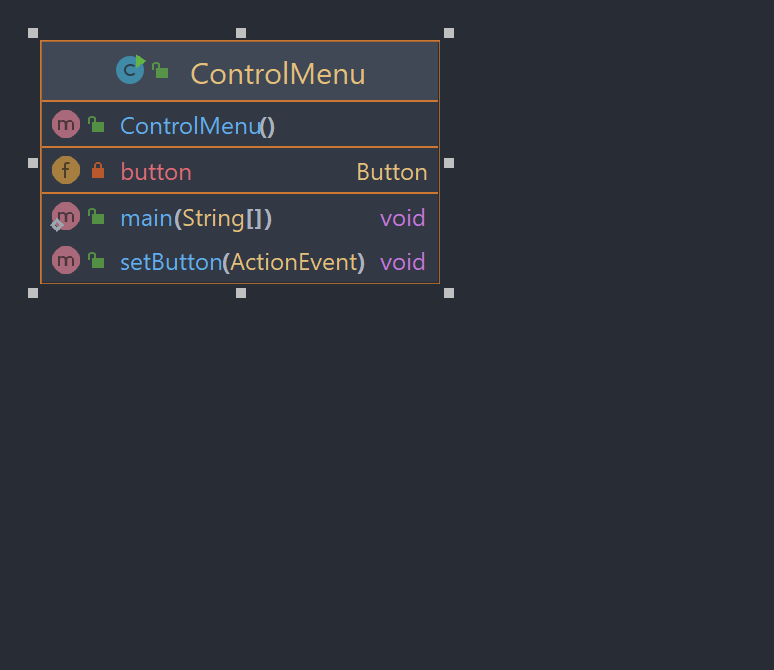 ControlMenu
ControlMenu()
button Button
main(String[]) void
setButton(ActionEvent) void